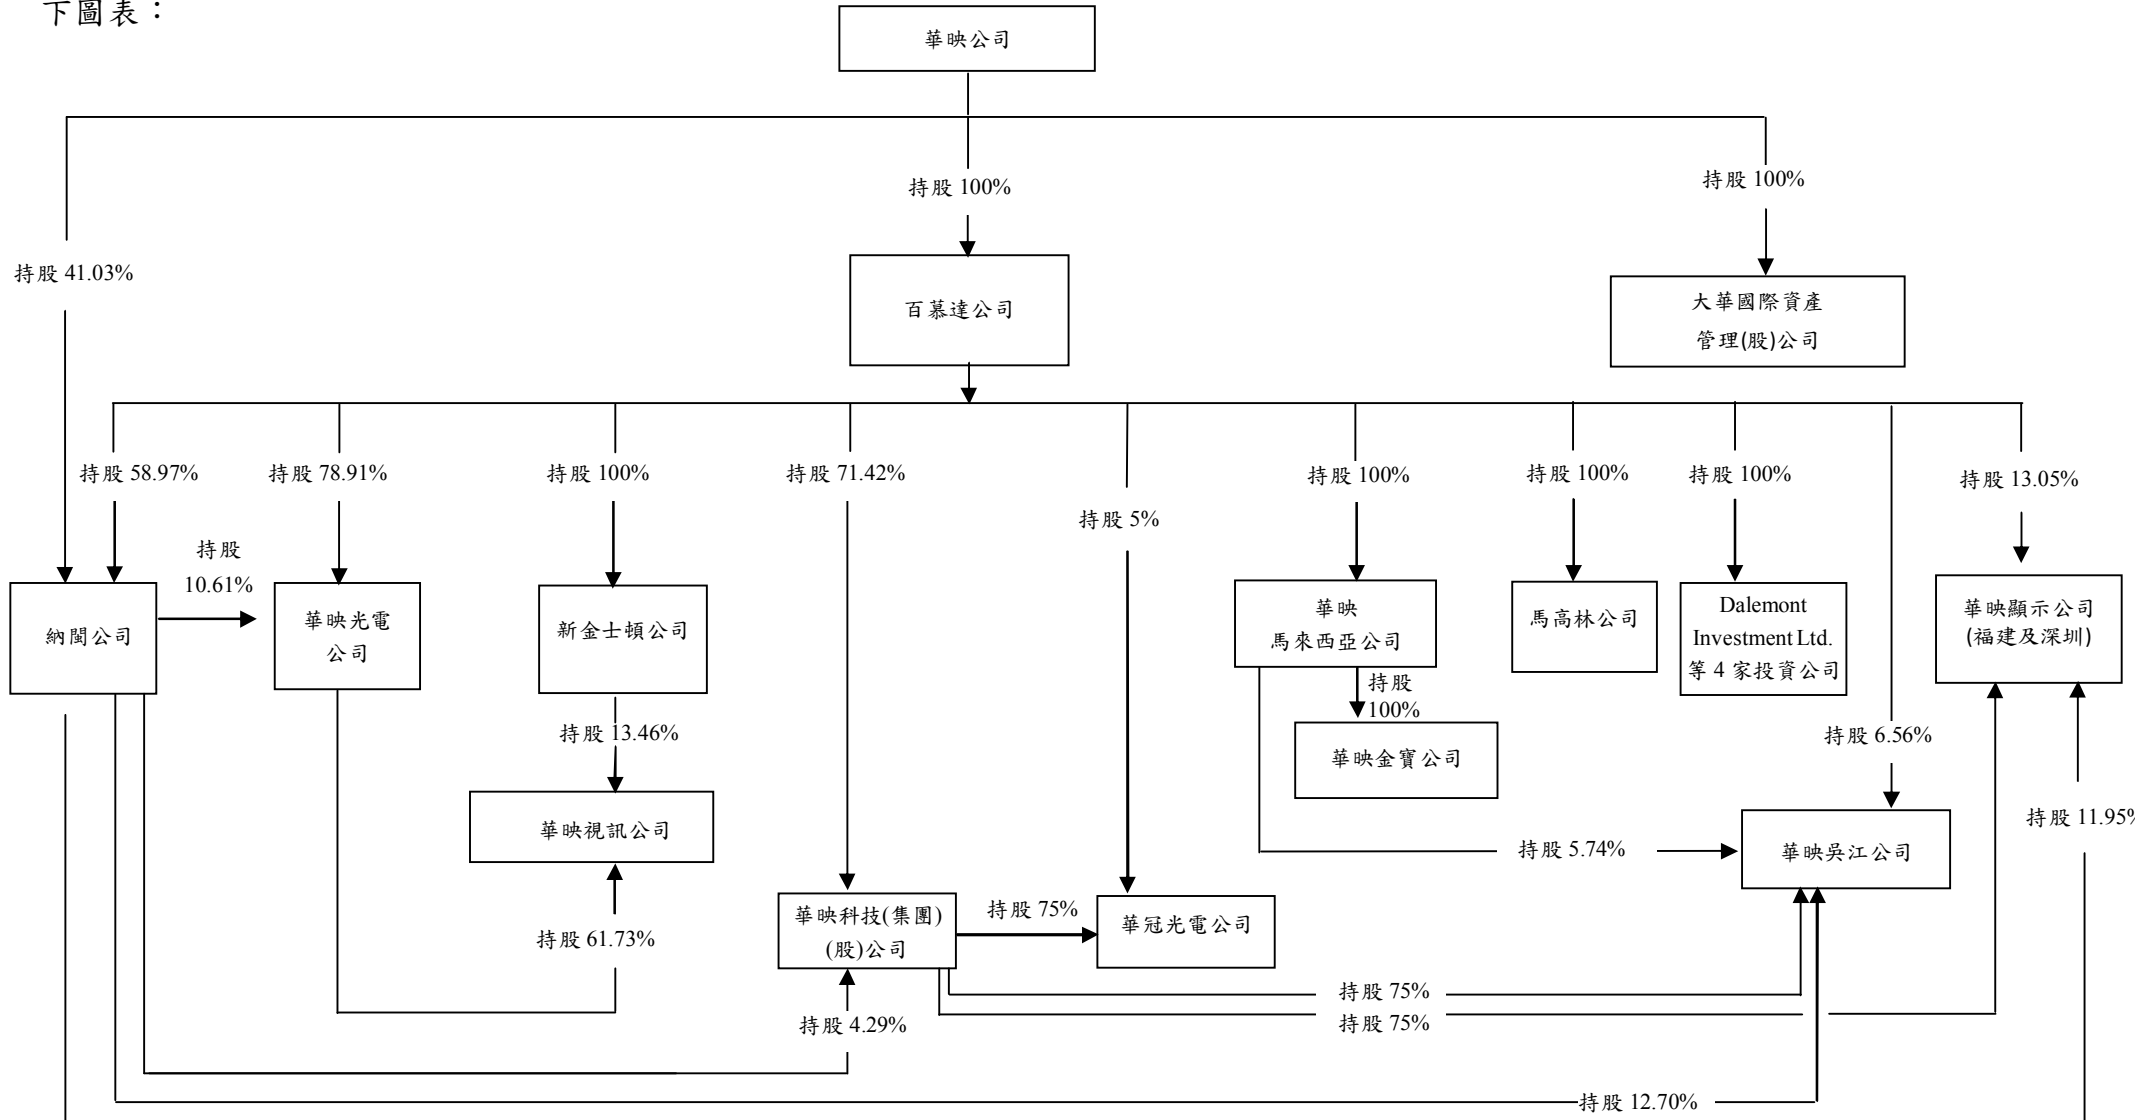 下圖表：
華映公司
持股 100%
持股 100%
持股 41.03%
百慕達公司
大華國際資產
管理(股)公司
持股 58.97%
持股 78.91%
持股 100%
持股 71.42%
持股 5%
持股 100%
持股 100%
持股 100%
持股 13.05%
持股
10.61%
納閩公司
華映光電
公司
新金士頓公司
華映
馬來西亞公司
馬高林公司
Dalemont
Investment Ltd.
等 4 家投資公司
華映顯示公司
(福建及深圳)
持股
100%
持股 13.46%
持股 6.56%
華映金寶公司
華映視訊公司
持股 11.95%
持股 5.74%
華映吳江公司
持股 61.73%
華映科技(集團)
(股)公司
持股 75%
華冠光電公司
持股 75%
持股 4.29%
持股 75%
持股 12.70%